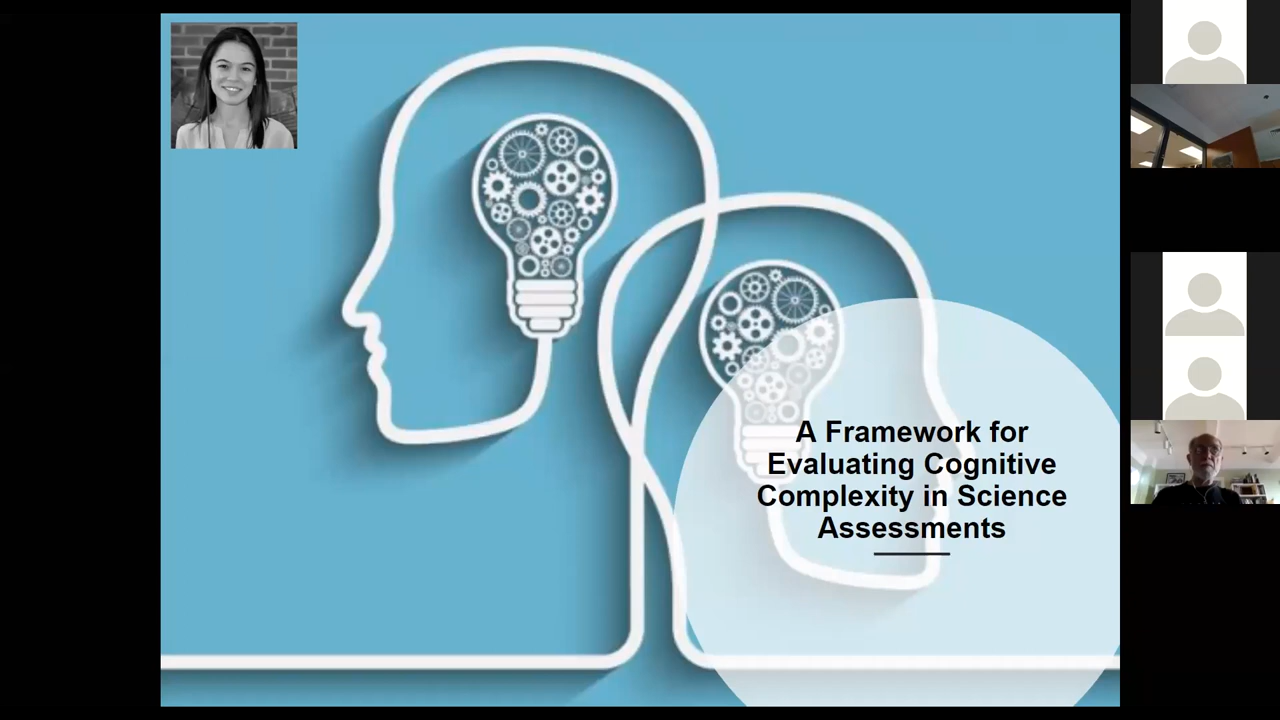 A Framework for
Evaluating Cognitive
Complexity in Science
Assessments